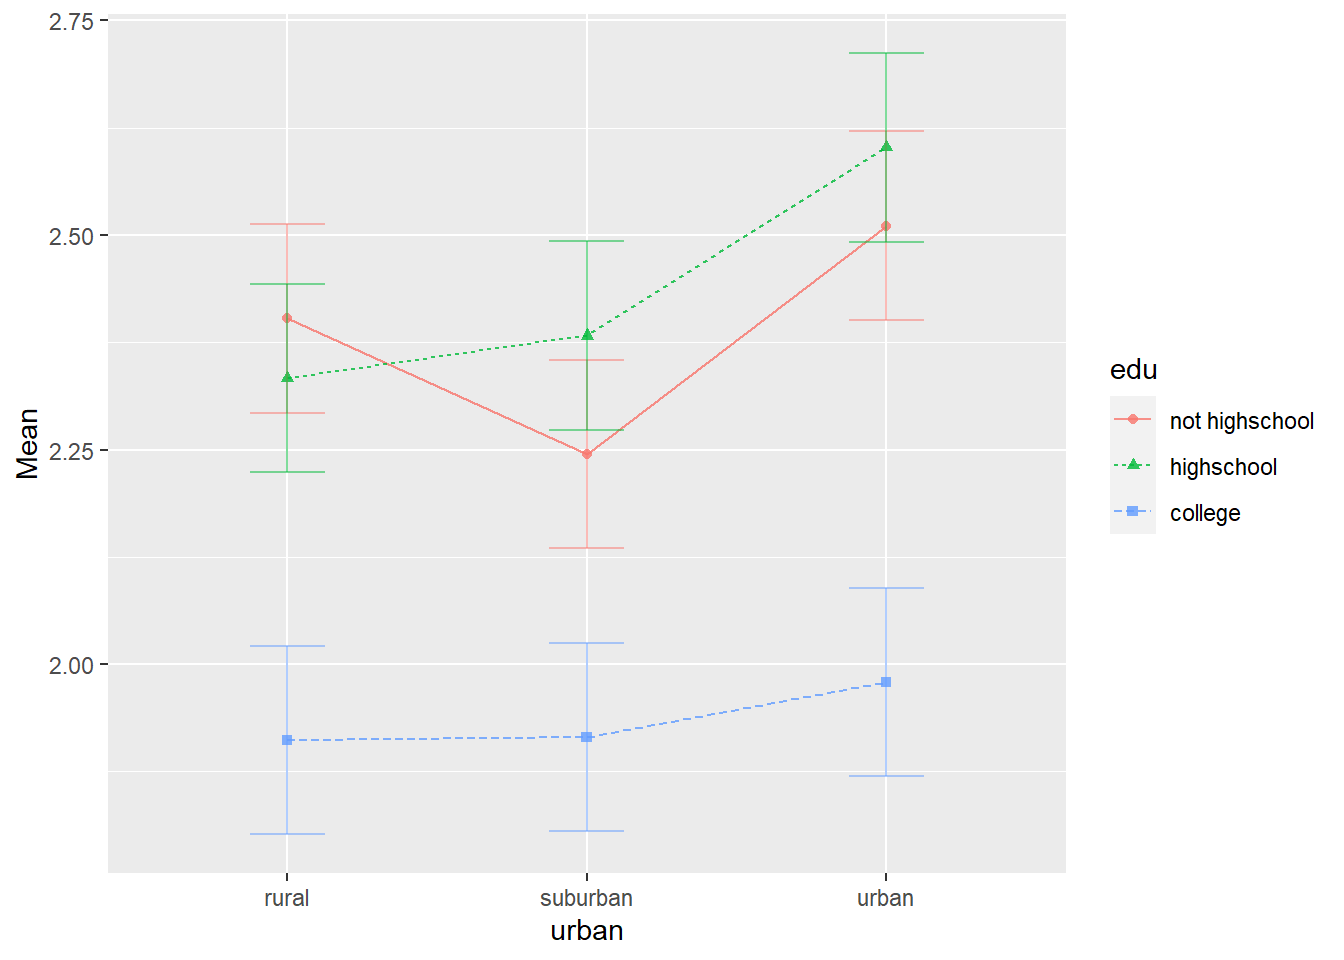 2.75
2.50
2.25
2.00
Mean
rural
suburban
urban
urban
edu
not highschool
highschool
college